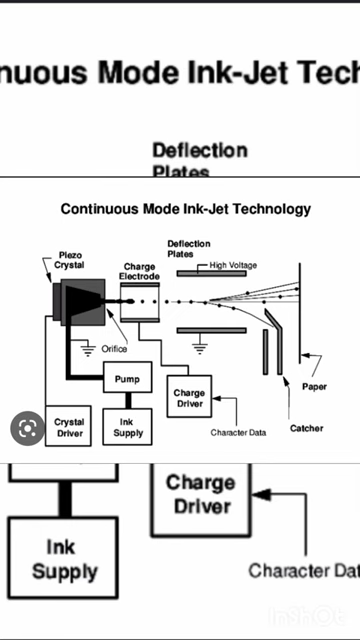 nuous Mode Ink-Jet Tech
Deflection
Plates
Continuous Mode Ink-Jet Technology
Deflection
Plates
Piezo
Crystal
Charge
Electrode
High Voltage
Orifice
Pump
Charge
Driver
Paper
Crystal
Driver
Ink
Supply
Character Data
Catcher
Charge
Driver
Ink
Supply
Character Dat
InShOt